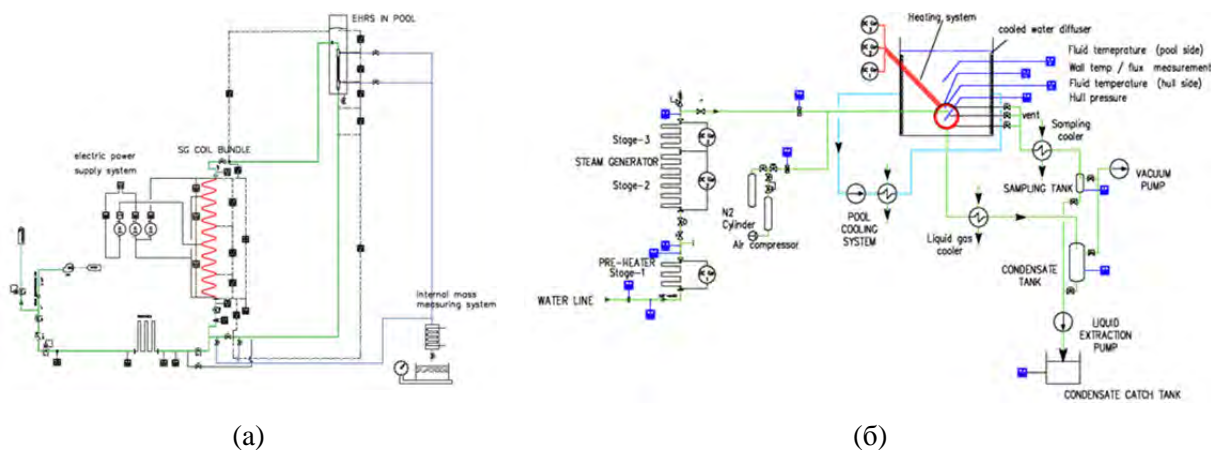 EHRS IN POOL
SG COIL BUNDLE
electric power
supply system
internal mass
measuring system
(а)
Heating system
cooled water diffuser
Fluid temeprature (pool side)
Wall temp / flux measurement
Fluid temperature (hull side)
Hull pressure
vent
Sampling
cooler
Stage-3
STEAM GENERATOR
Stage-2
SAMPLING TANK
VACUUM
PUMP
N2
Cylinder
Air compressor
POOL
COOLING
SYSTEM
Liquid gas
cooler
CONDENSATE
TANK
PRE-HEATER
Stage-1
WATER LINE
LIQUID
EXTRACTION
PUMP
CONDENSATE CATCH TANK
(б)